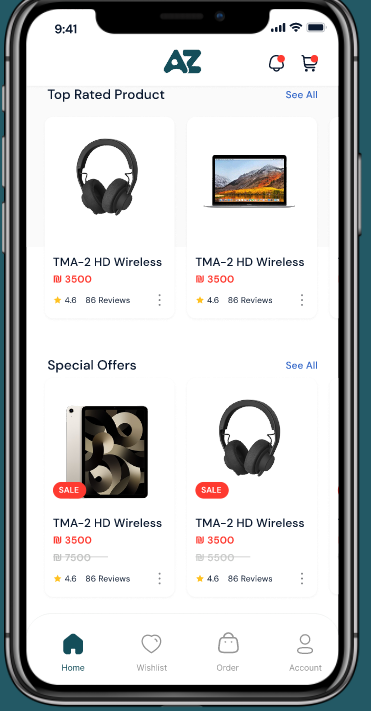 9:41
AZ
Top Rated Product
See All
TMA-2 HD Wireless
₪ 3500
4.6 86 Reviews
TMA-2 HD Wireless
₪ 3500
4.6 86 Reviews
Special Offers
See All
SALE
TMA-2 HD Wireless
₪ 3500
₪ 7500
4.6 86 Reviews
SALE
TMA-2 HD Wireless
₪ 3500
₪ 5500
4.6 86 Reviews
Home
Wishlist
Order
Account